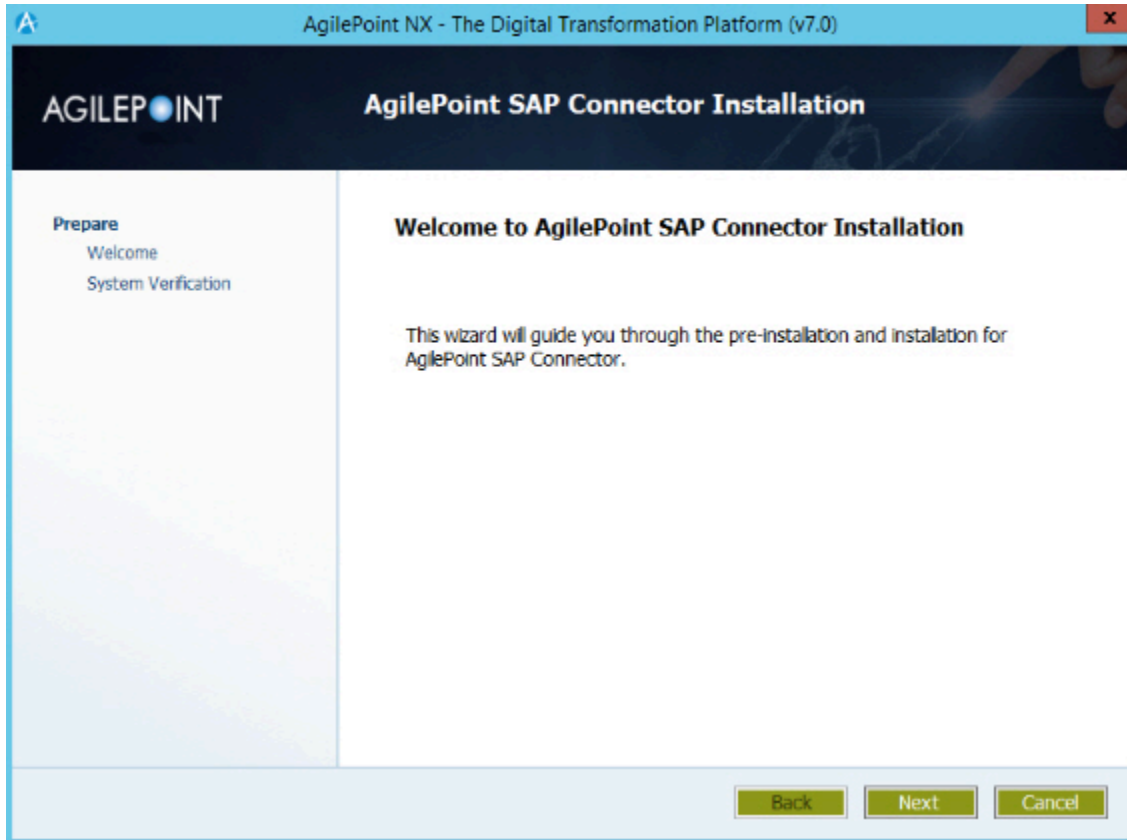 AgilePoint NX - The Digital Transformation Platform (v7.0)
x
AGILEPOINT
AgilePoint SAP Connector Installation
Prepare
Welcome
System Verification
Welcome to AgilePoint SAP Connector Installation
This wizard will guide you through the pre-installation and installation for
AgilePoint SAP Connector.
Back
Next
Cancel